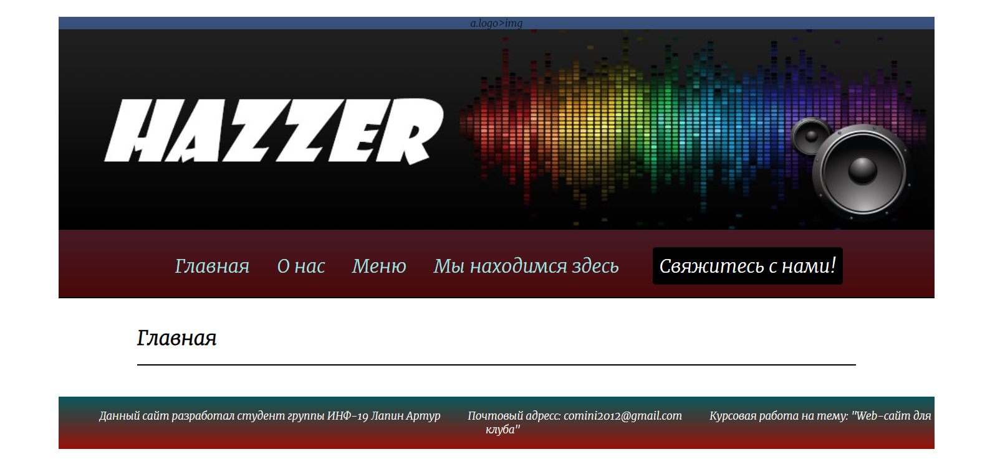 a.logo>img
HAZZER
Главная О нас Меню Мы находимся здесь Свяжитесь с нами!
Главная
Данный сайт разработал студент группы ИНФ-19 Лапин Артур Почтовый адресс: comini2012@gmail.com Курсовая работа на тему: "Web-сайт для
клуба"